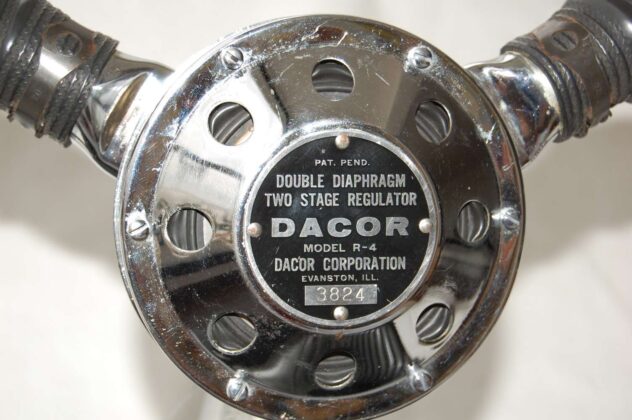 PAT. PEND.
DOUBLE DIAPHRAGM
TWO STAGE REGULATOR
DACOR
MODEL R-4
DACOR CORPORATION
EVANSTON, ILL.
3824